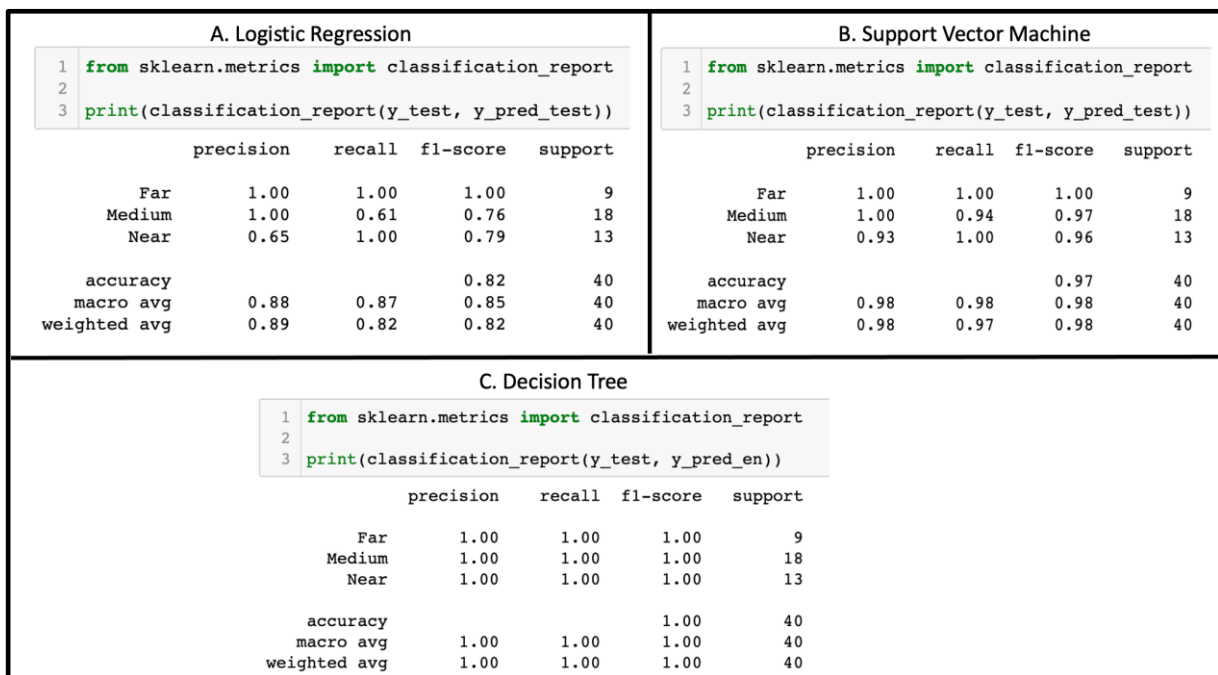 A. Logistic Regression
1 from sklearn.metrics import classification_report
2
3 print(classification_report(y_test, y_pred_test))
precision recall f1-score support
Far 1.00 1.00 1.00 9
Medium 1.00 0.61 0.76 18
Near 0.65 1.00 0.79 13
accuracy 0.82 40
macro avg 0.88 0.87 0.85 40
weighted avg 0.89 0.82 0.82 40
B. Support Vector Machine
1 from sklearn.metrics import classification_report
2
3 print(classification_report(y_test, y_pred_test))
precision recall f1-score support
Far 1.00 1.00 1.00 9
Medium 1.00 0.94 0.97 18
Near 0.93 1.00 0.96 13
accuracy 0.97 40
macro avg 0.98 0.98 0.98 40
weighted avg 0.98 0.97 0.98 40
C. Decision Tree
1 from sklearn.metrics import classification_report
2
3 print(classification_report(y_test, y_pred_en))
precision recall f1-score support
Far 1.00 1.00 1.00 9
Medium 1.00 1.00 1.00 18
Near 1.00 1.00 1.00 13
accuracy 1.00 40
macro avg 1.00 1.00 1.00 40
weighted avg 1.00 1.00 1.00 40